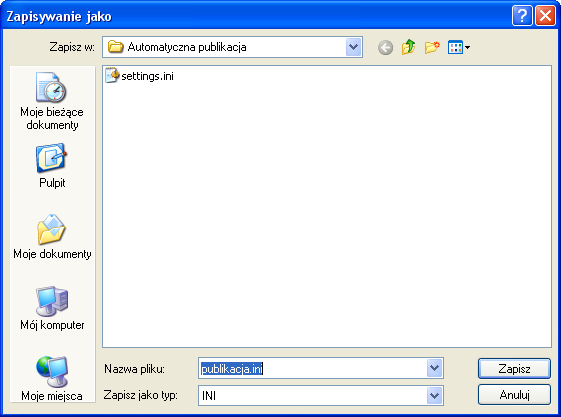 Zapisywanie jako
Zapisz w:
Automatyczna publikacja
settings.ini
Moje bieżące
dokumenty
Pulpit
Moje dokumenty
Mój komputer
Moje miejsca
Nazwa pliku:
publikacja.ini
Zapisz
Zapisz jako typ:
INI
Anuluj